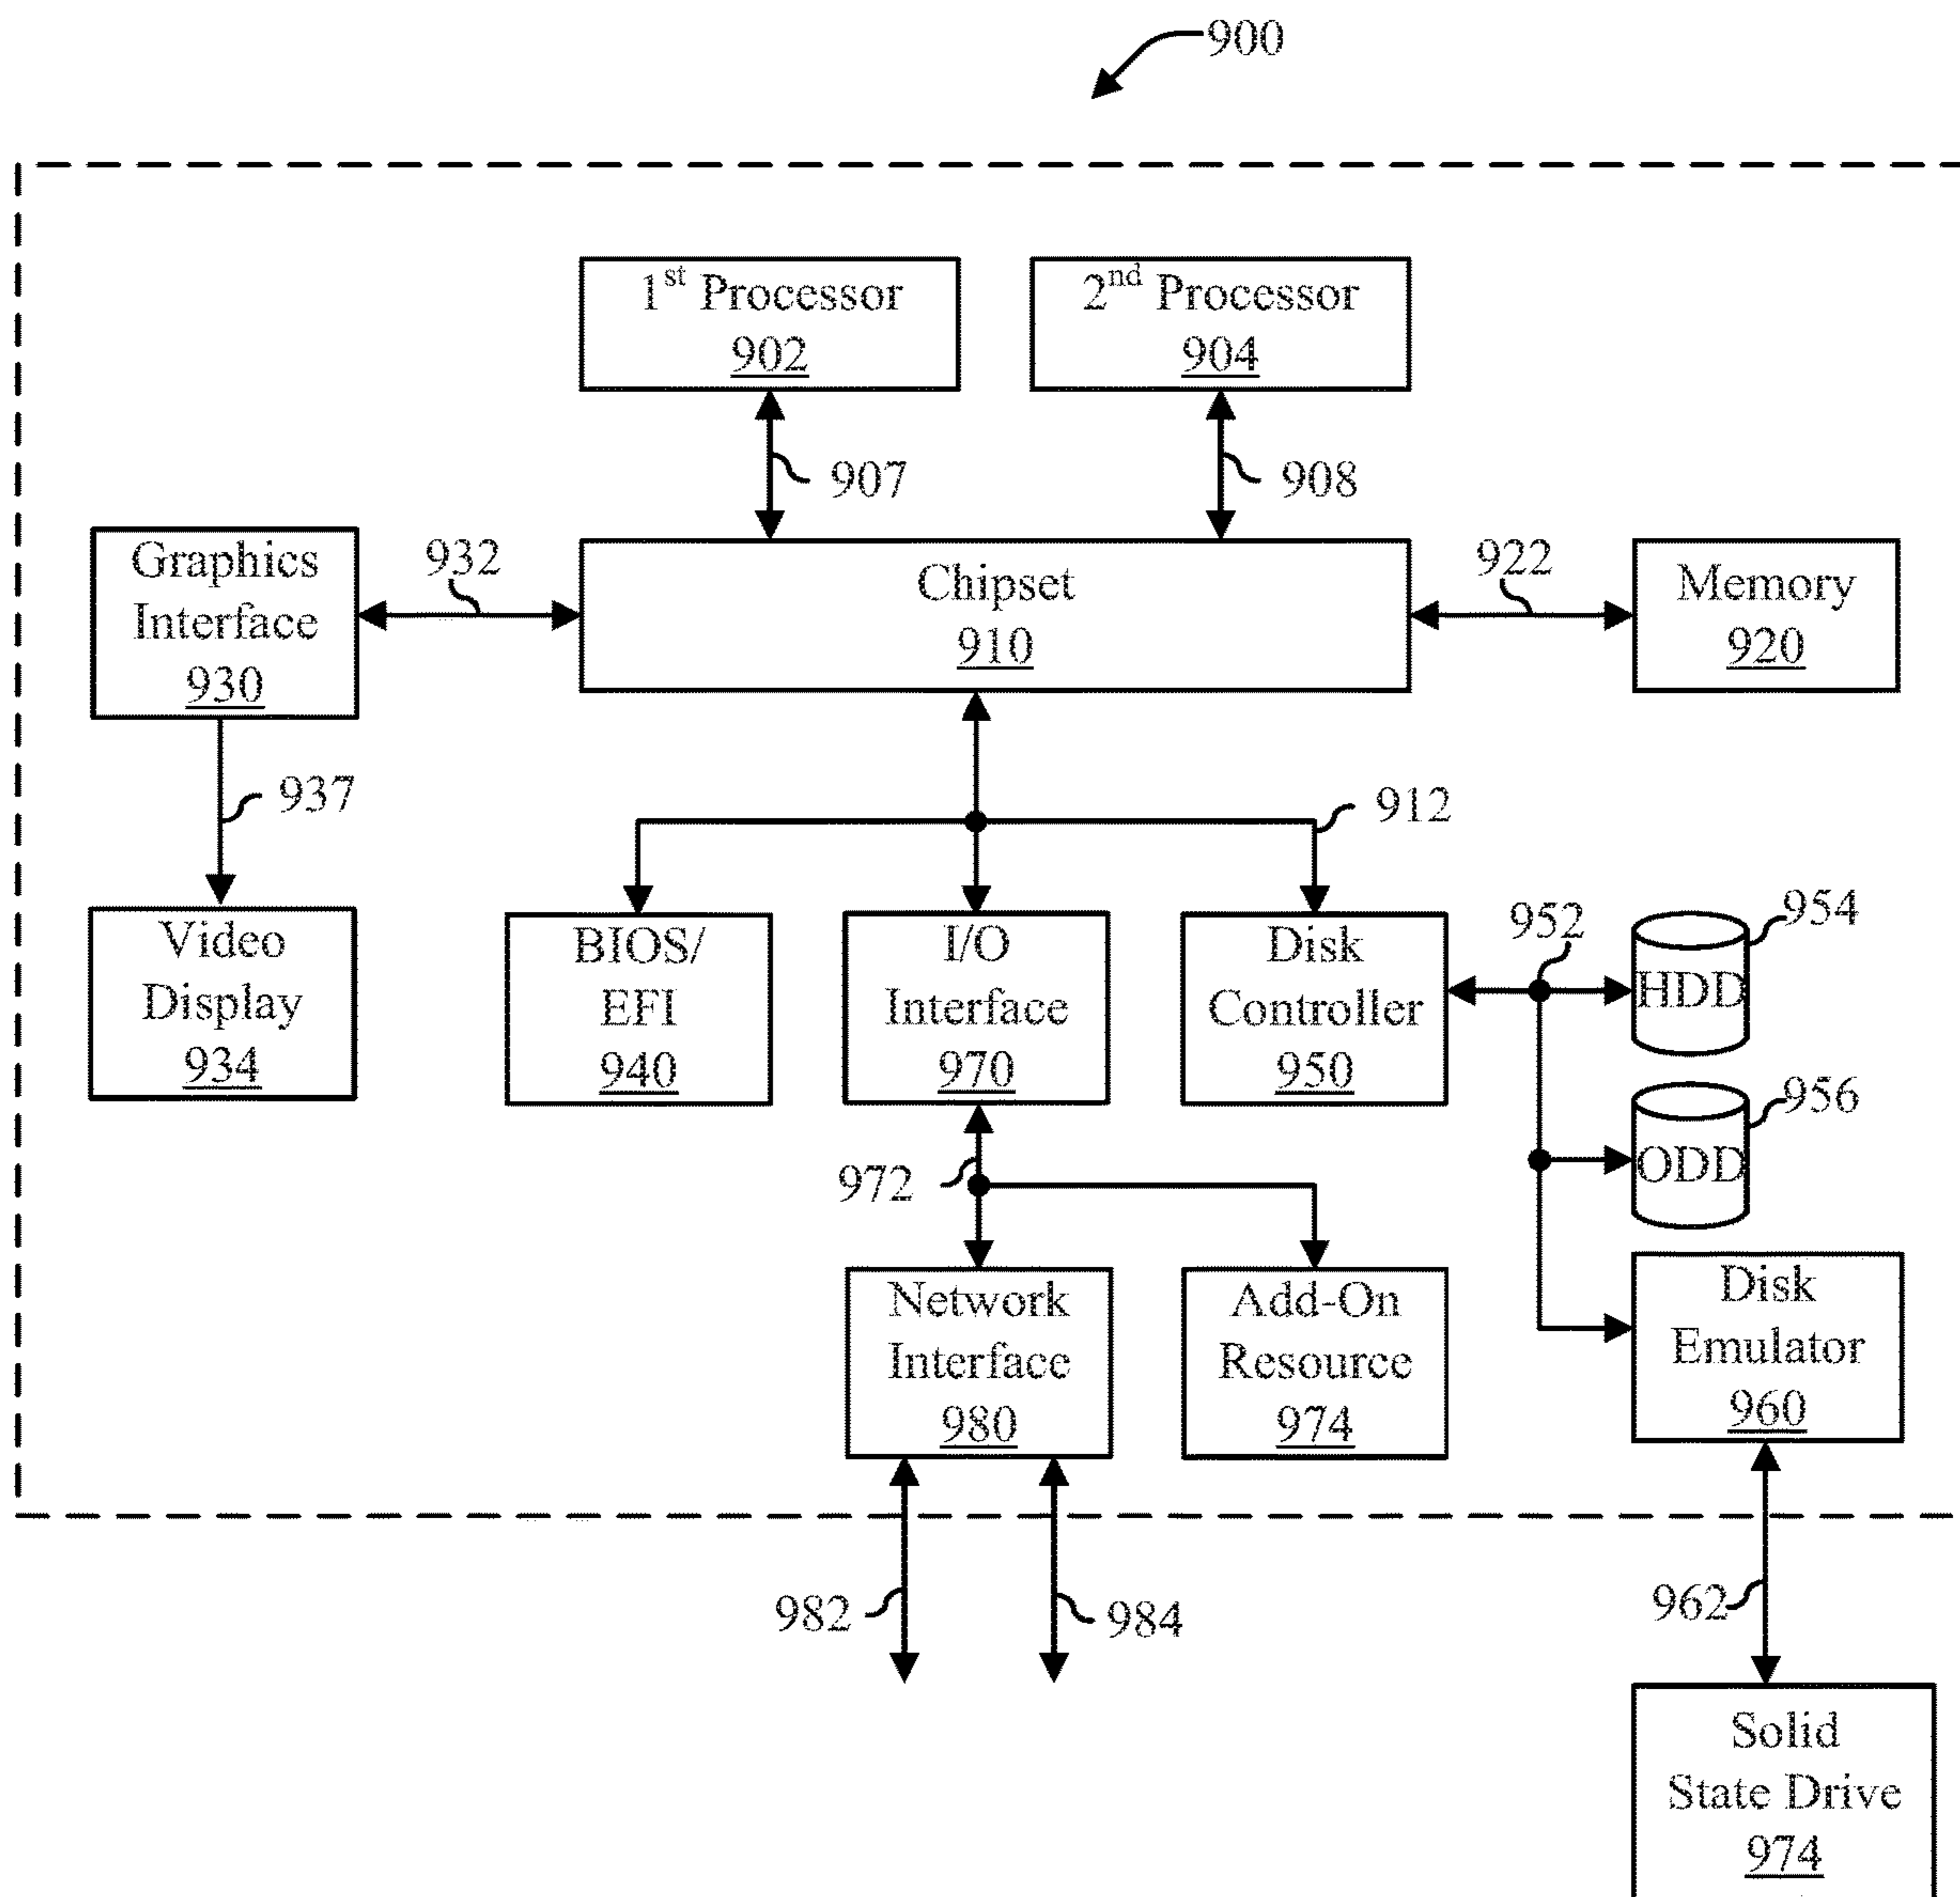 900
1st Processor
902
2nd Processor
904
907
908
Graphics
Interface
930
932
Chipset
910
922
Memory
920
937
912
Video
Display
934
BIOS/
EFI
940
I/O
Interface
970
Disk
Controller
950
952
HDD
954
ODD
956
972
Network
Interface
980
Add-On
Resource
974
Disk
Emulator
960
982
984
962
Solid
State Drive
974